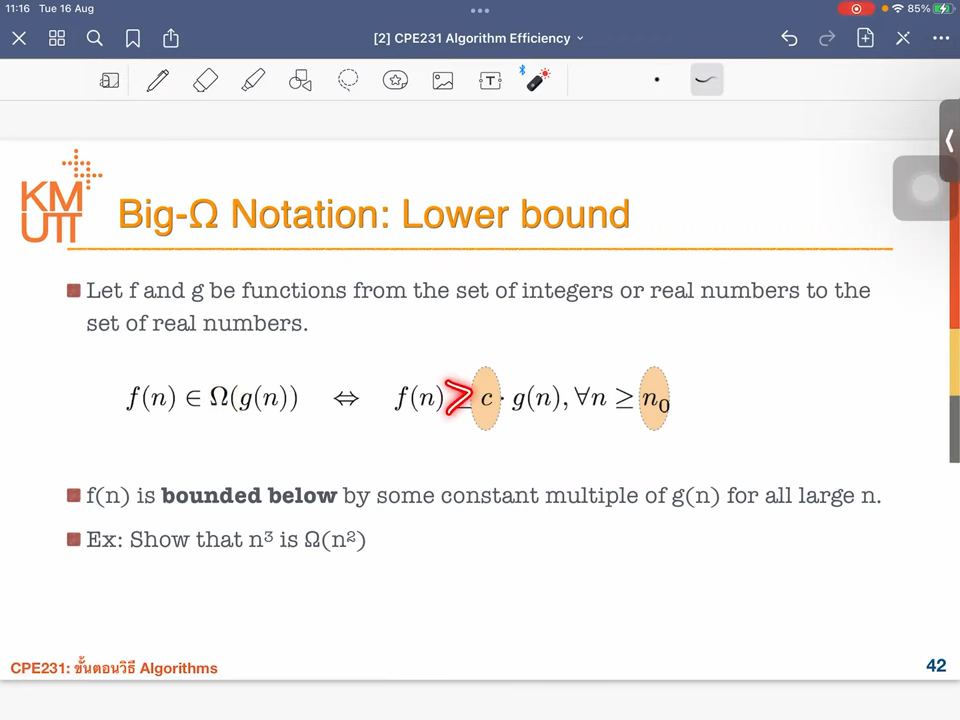 11:16 Tue 16 Aug
85%
[2] CPE231 Algorithm Efficiency
T
KM
UTT
Big-Ω Notation: Lower bound
Let f and g be functions from the set of integers or real numbers to the
set of real numbers.
f(n) ∈ Ω(g(n)) ⇔ f(n) ≥ c · g(n), ∀n ≥ n₀
f(n) is bounded below by some constant multiple of g(n) for all large n.
Ex: Show that n³ is Ω(n²)
CPE231: ขั้นตอนวิธี Algorithms
42